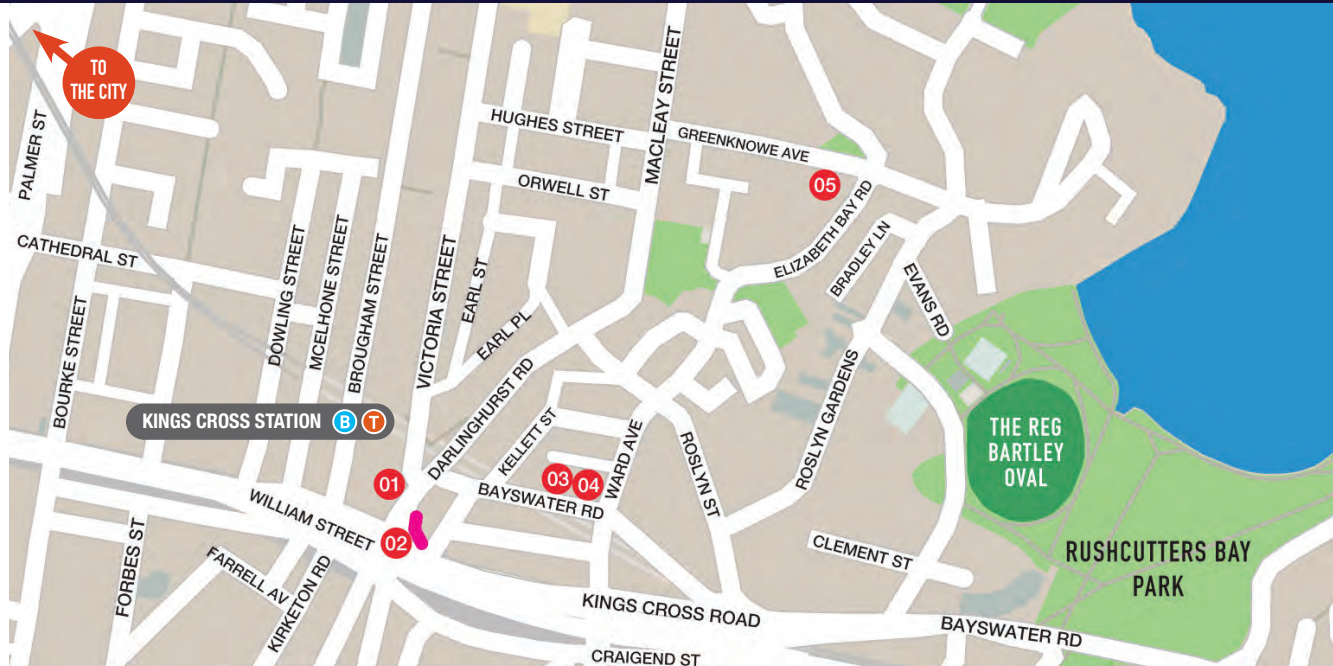 TO
THE CITY
PALMER ST
MACLEAY STREET
HUGHES STREET
GREENKNOWE AVE
ORWELL ST
05
ELIZABETH BAY RD
BRADLEY LN
EVANS RD
CATHEDRAL ST
BOURKE STREET
DOWLING STREET
MCELHONE STREET
BROUGHAM STREET
VICTORIA STREET
EARL ST
EARL PL
DARLINGHURST RD
KINGS CROSS STATION B T
KELLETT ST
WARD AVE
ROSLYN ST
ROSLYN GARDENS
THE REG
BARTLEY
OVAL
01
03
04
BAYSWATER RD
WILLIAM STREET
02
FORBES ST
FARRELL AV
KIRKETON RD
CLEMENT ST
RUSHCUTTERS BAY
PARK
KINGS CROSS ROAD
BAYSWATER RD
CRAIGEND ST